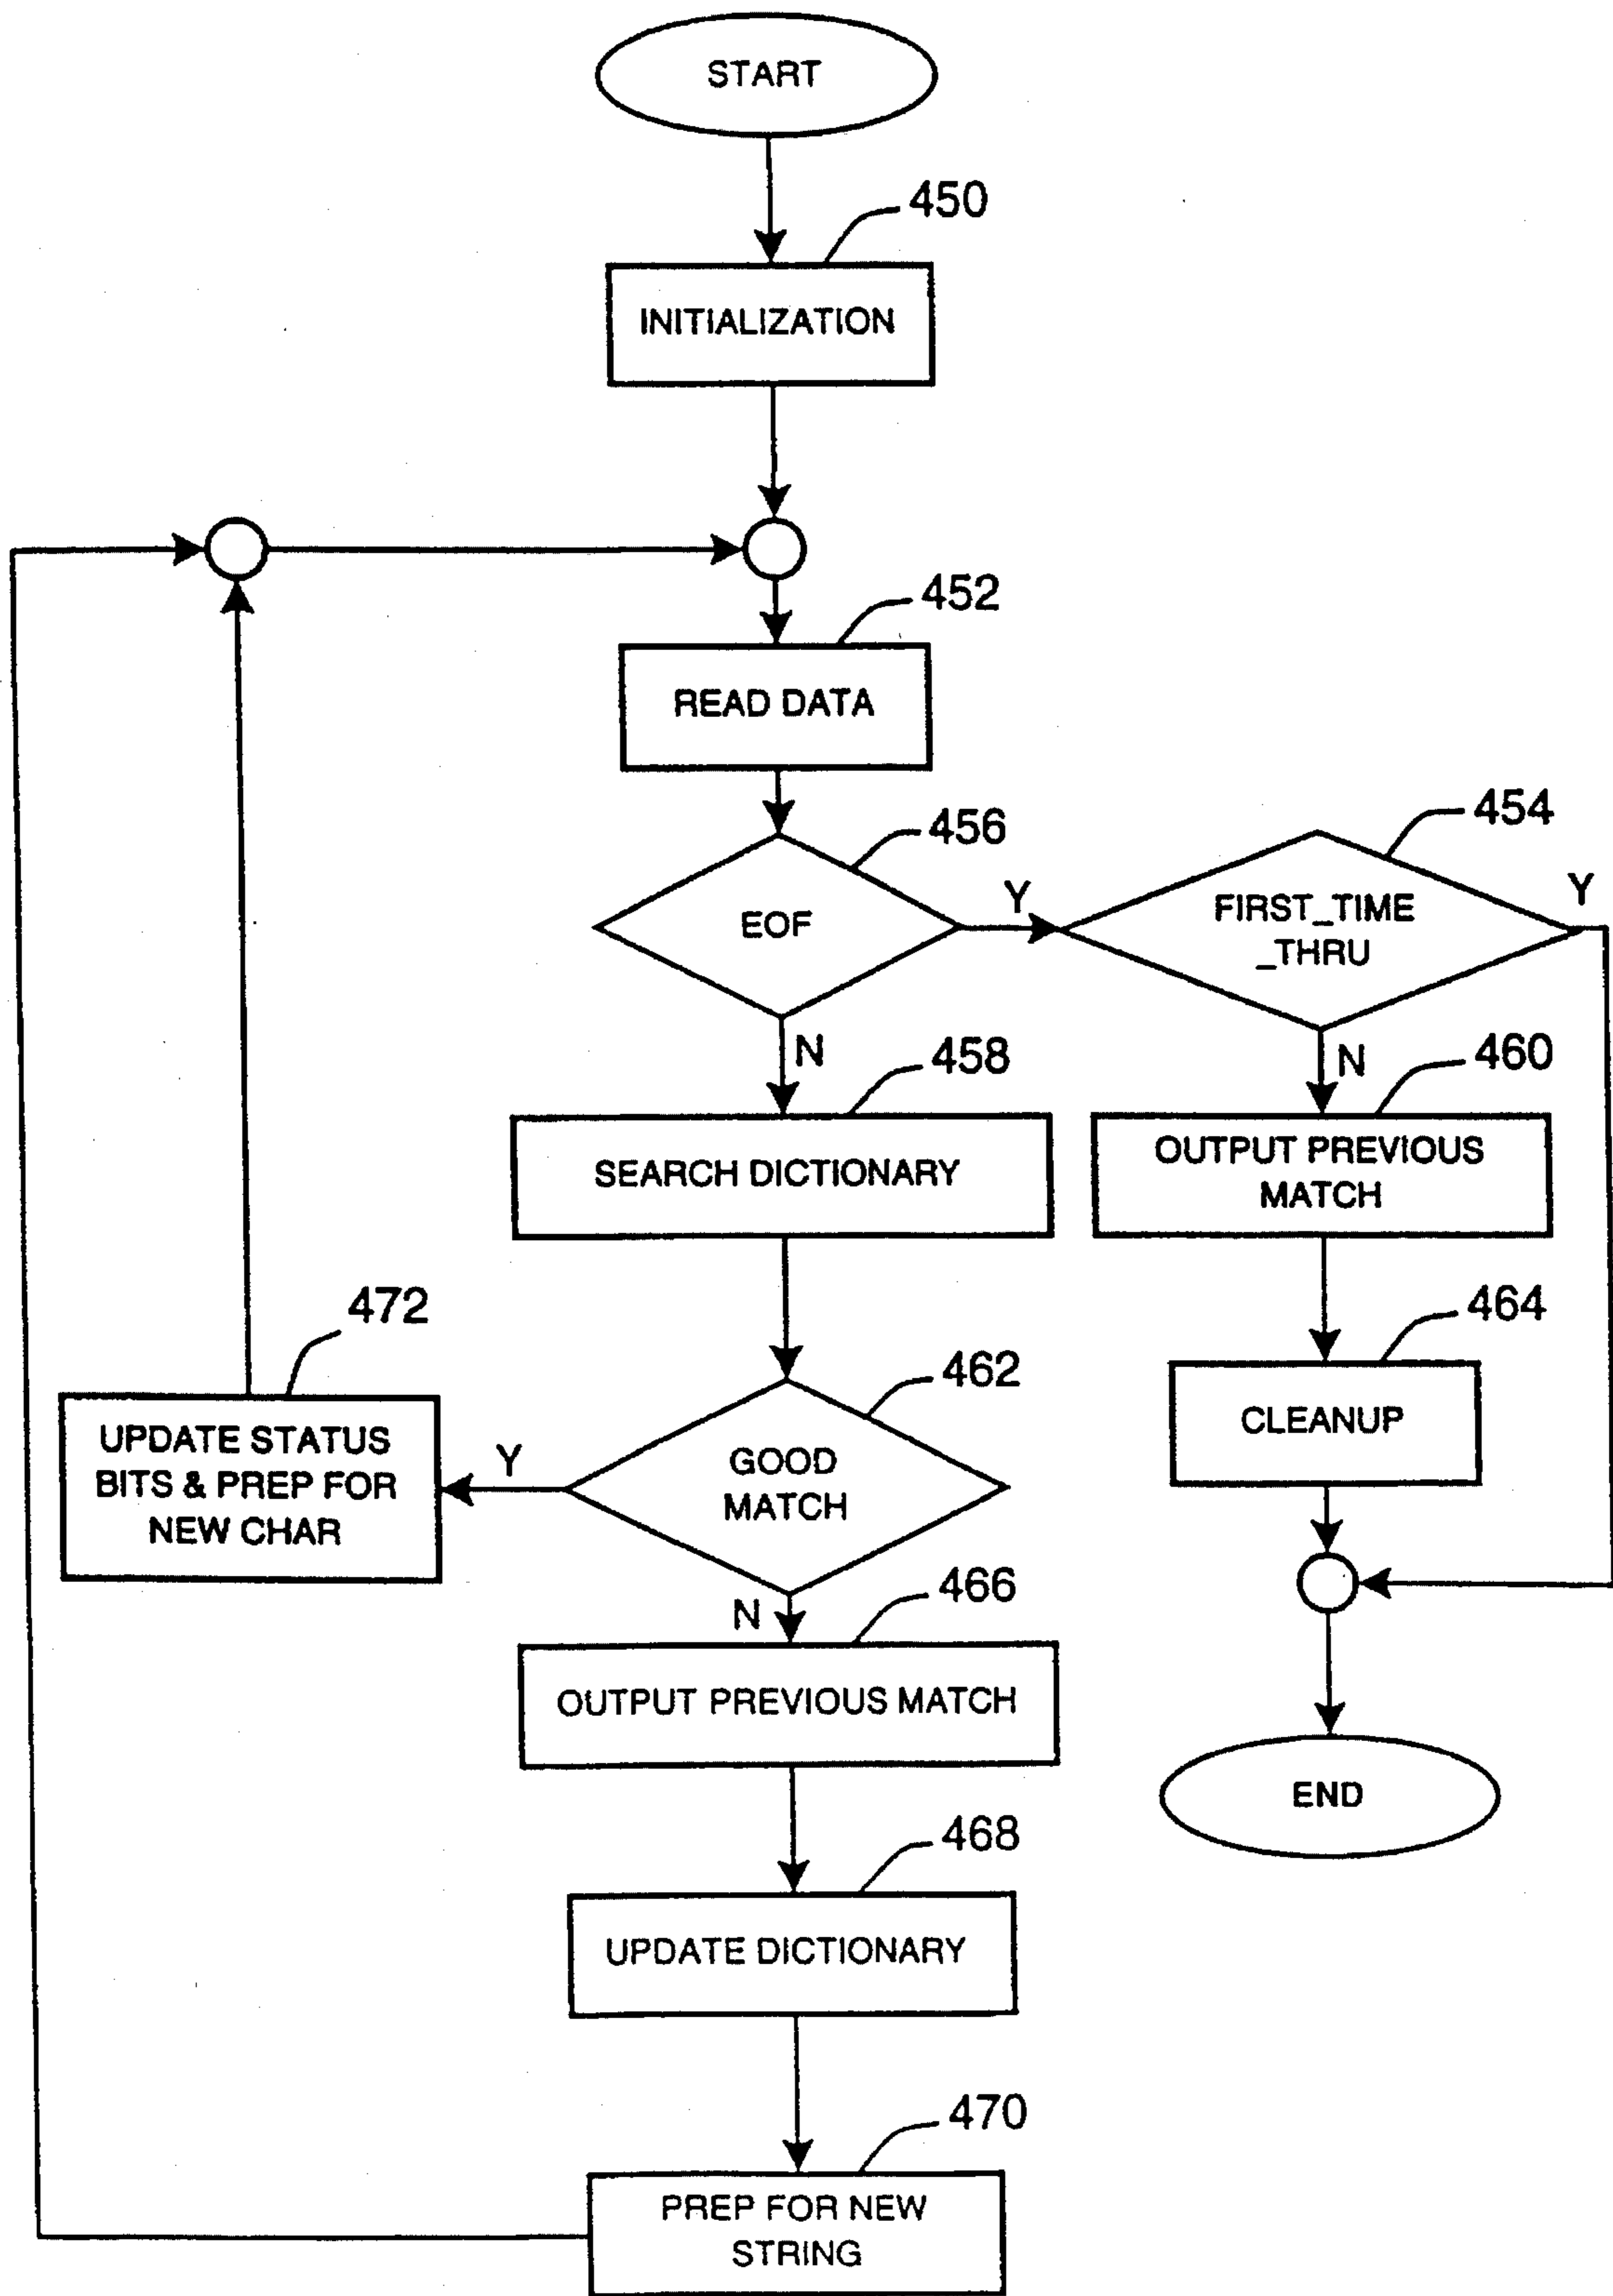 START
450
INITIALIZATION
452
READ DATA
456
454
EOF
Y
FIRST_TIME
_THRU
Y
N
458
N
460
SEARCH DICTIONARY
OUTPUT PREVIOUS
MATCH
472
462
464
UPDATE STATUS
BITS & PREP FOR
NEW CHAR
Y
GOOD
MATCH
CLEANUP
N
466
OUTPUT PREVIOUS MATCH
END
468
UPDATE DICTIONARY
470
PREP FOR NEW
STRING